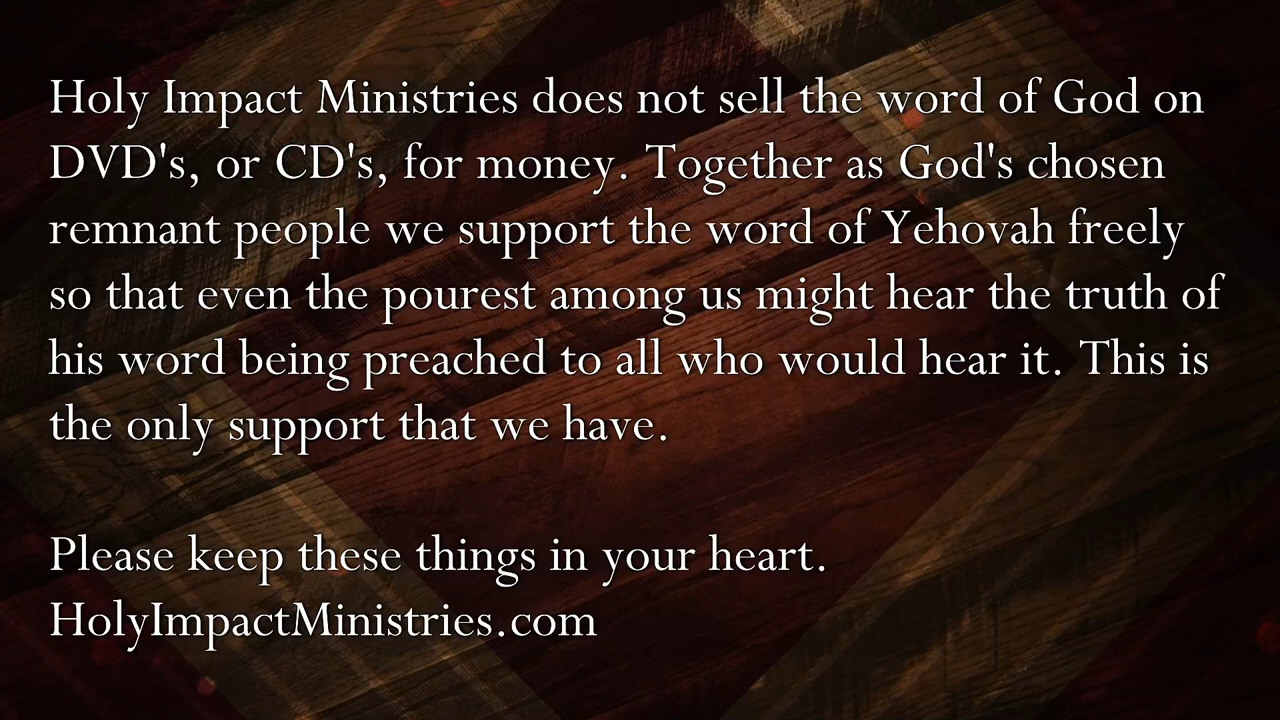 Holy Impact Ministries does not sell the word of God on
DVD's, or CD's, for money. Together as God's chosen
remnant people we support the word of Yehovah freely
so that even the pourest among us might hear the truth of
his word being preached to all who would hear it. This is
the only support that we have.
Please keep these things in your heart.
HolyImpactMinistries.com